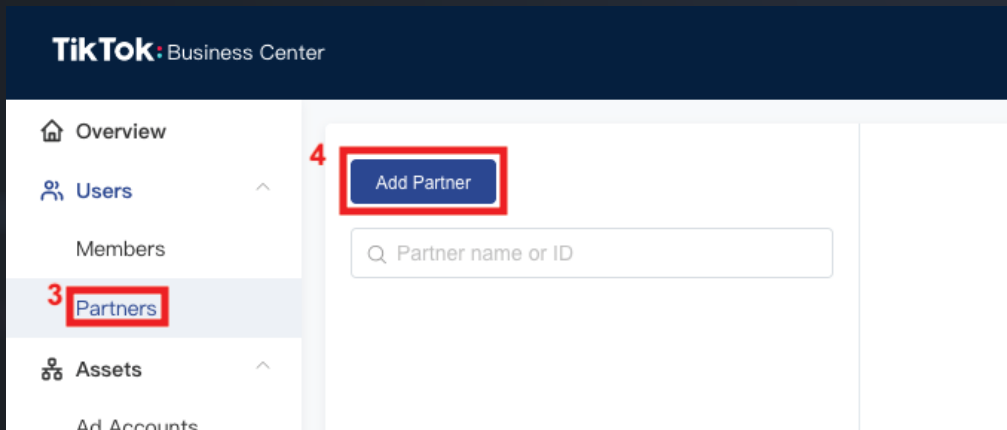 TikTok: Business Center
Overview
Users
Members
3
Partners
Assets
Ad Accounts
4
Add Partner
Partner name or ID